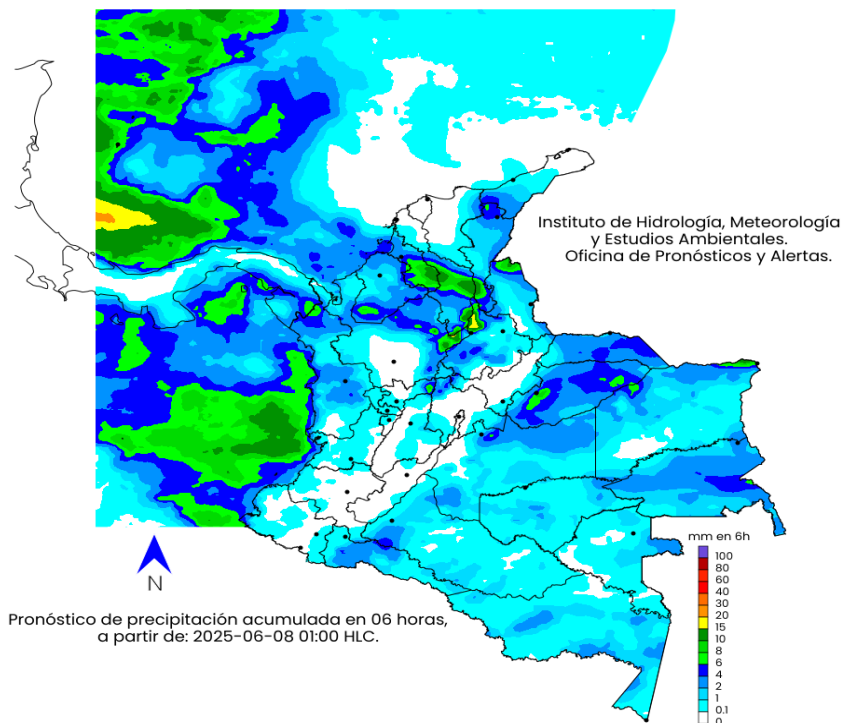 Instituto de Hidrología, Meteorología
y Estudios Ambientales.
Oficina de Pronósticos y Alertas.
mm en 6h
100
80
60
40
30
20
15
10
8
6
4
2
1
0.1
0
N
Pronóstico de precipitación acumulada en 06 horas,
a partir de: 2025-06-08 01:00 HLC.